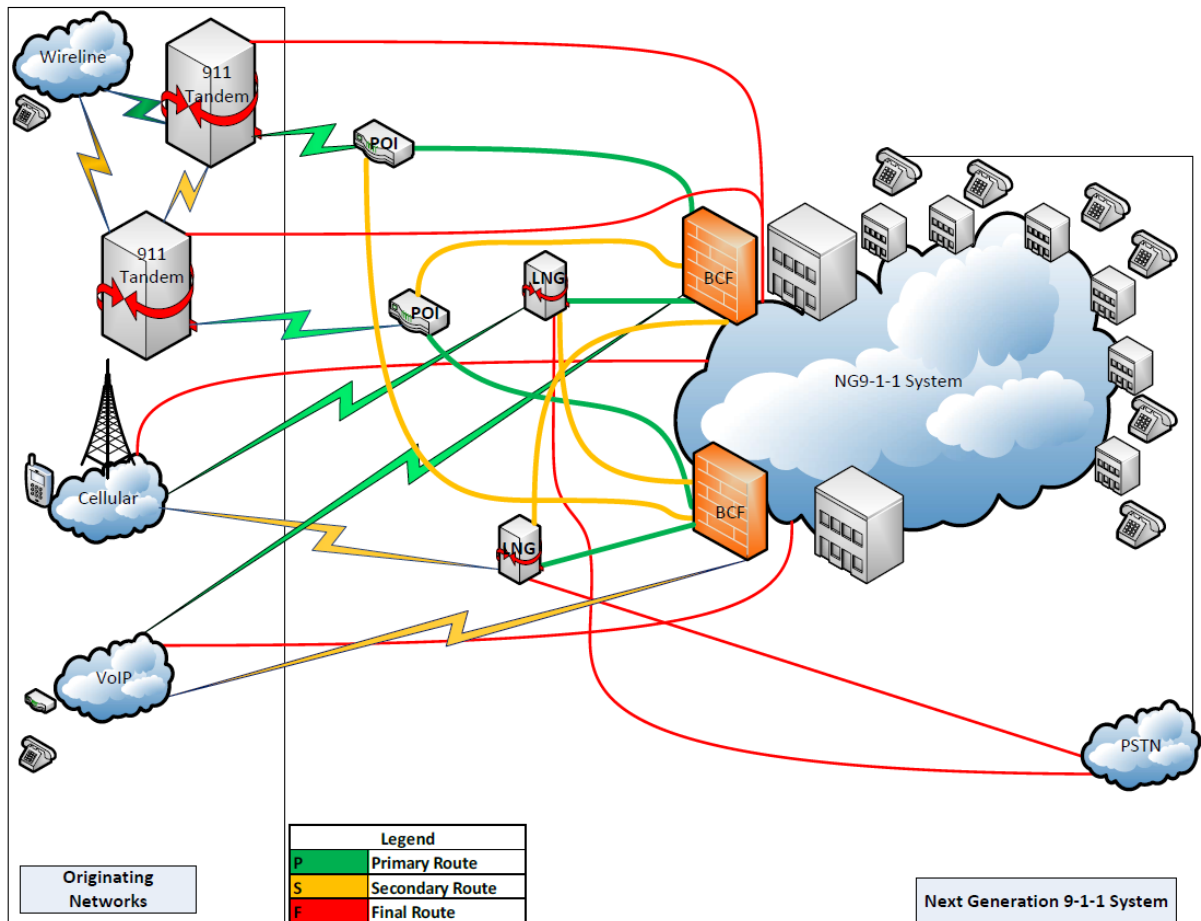 Wireline
911
Tandem
POI
911
Tandem
LNG
BCF
POI
NG9-1-1 System
Cellular
BCF
LNG
VoIP
PSTN
Legend
P Primary Route
S Secondary Route
F Final Route
Originating
Networks
Next Generation 9-1-1 System